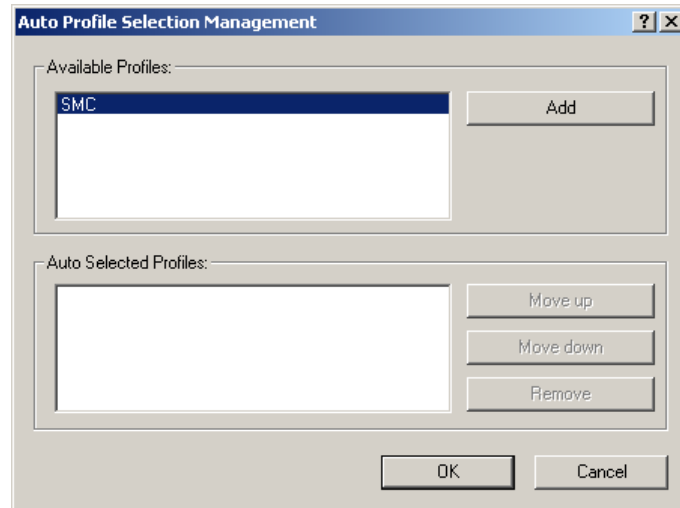 Auto Profile Selection Management
Available Profiles:
SMC
Add
Auto Selected Profiles:
Move up
Move down
Remove
OK
Cancel